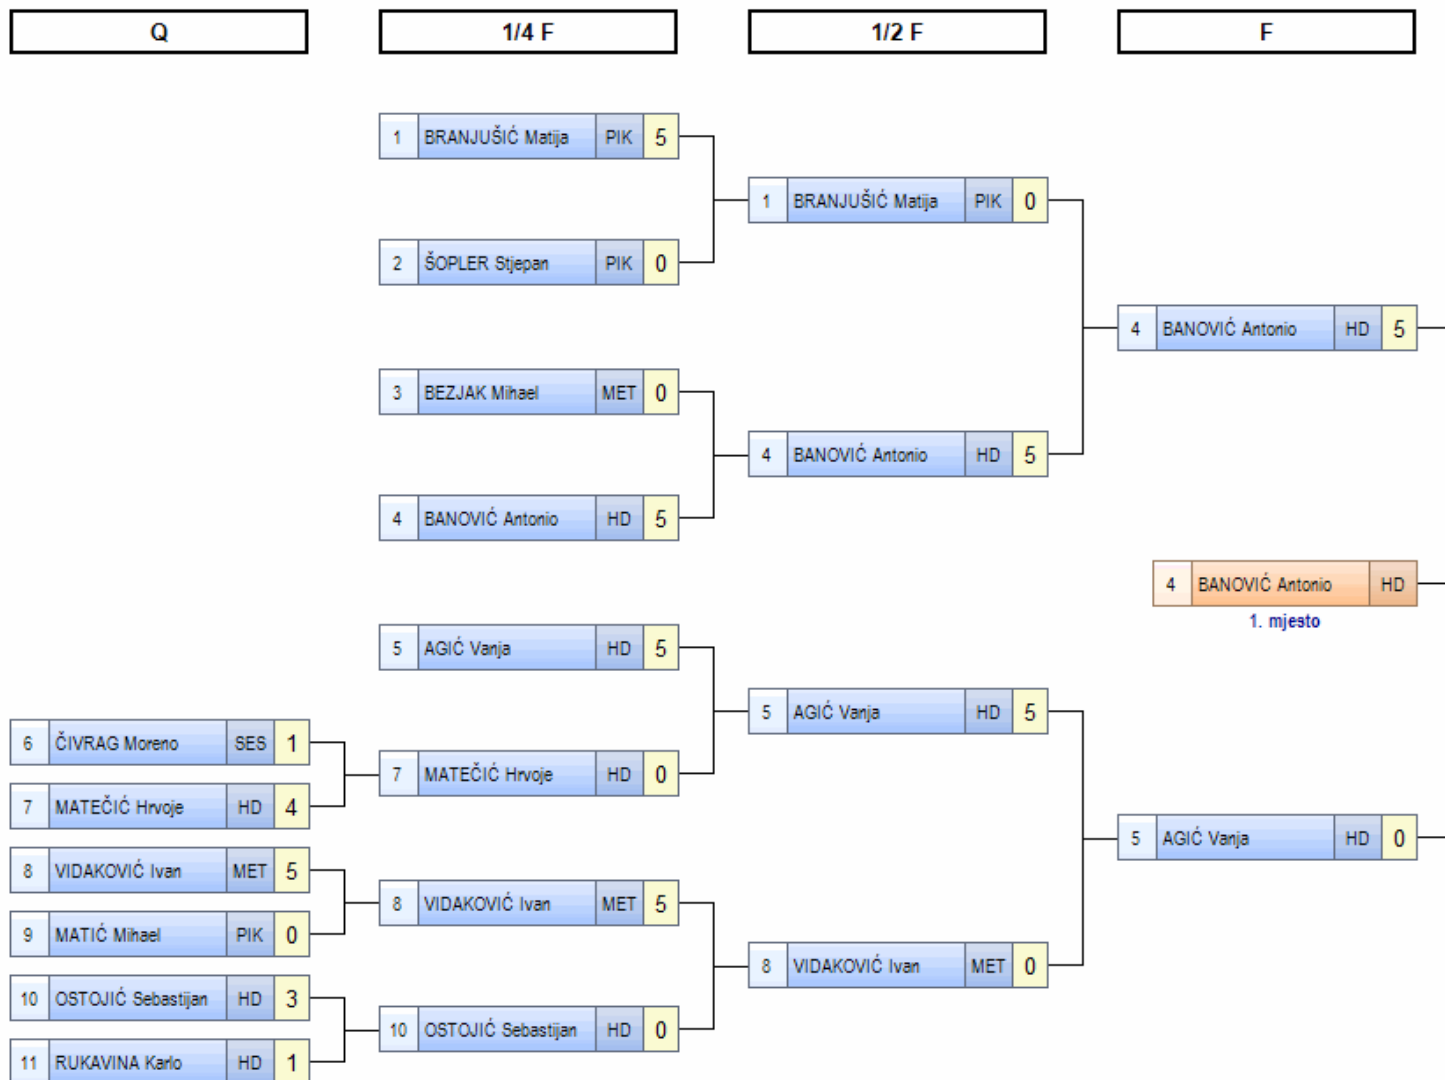 Q 1/4 F 1/2 F F
1 BRANJUŠIĆ Matija PIK 5
1 BRANJUŠIĆ Matija PIK 0
2 ŠOPLER Stjepan PIK 0
4 BANOVIĆ Antonio HD 5
3 BEZJAK Mihael MET 0
4 BANOVIĆ Antonio HD 5
4 BANOVIĆ Antonio HD 5
4 BANOVIĆ Antonio HD
1. mjesto
5 AGIĆ Vanja HD 5
5 AGIĆ Vanja HD 5
6 ČIVRAG Moreno SES 1
7 MATEČIĆ Hrvoje HD 0
7 MATEČIĆ Hrvoje HD 4
5 AGIĆ Vanja HD 0
8 VIDAKOVIĆ Ivan MET 5
8 VIDAKOVIĆ Ivan MET 5
9 MATIĆ Mihael PIK 0
8 VIDAKOVIĆ Ivan MET 0
10 OSTOJIĆ Sebastijan HD 3
10 OSTOJIĆ Sebastijan HD 0
11 RUKAVINA Karlo HD 1